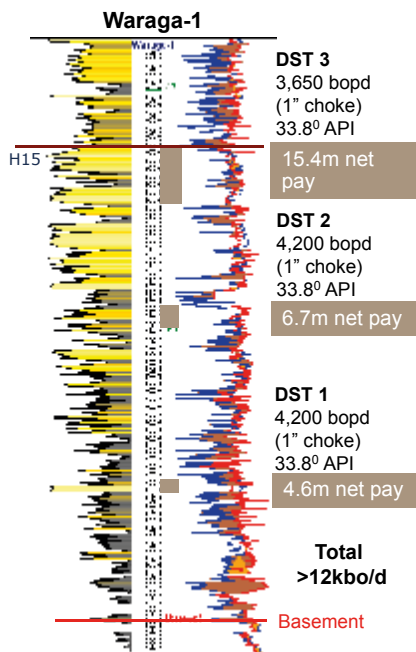 Waraga-1
Waraga-1
DST 3
3,650 bopd
(1” choke)
33.8⁰ API
H15
15.4m net
pay
DST 2
4,200 bopd
(1” choke)
33.8⁰ API
6.7m net pay
DST 1
4,200 bopd
(1” choke)
33.8⁰ API
4.6m net pay
Total
>12kbo/d
Basement